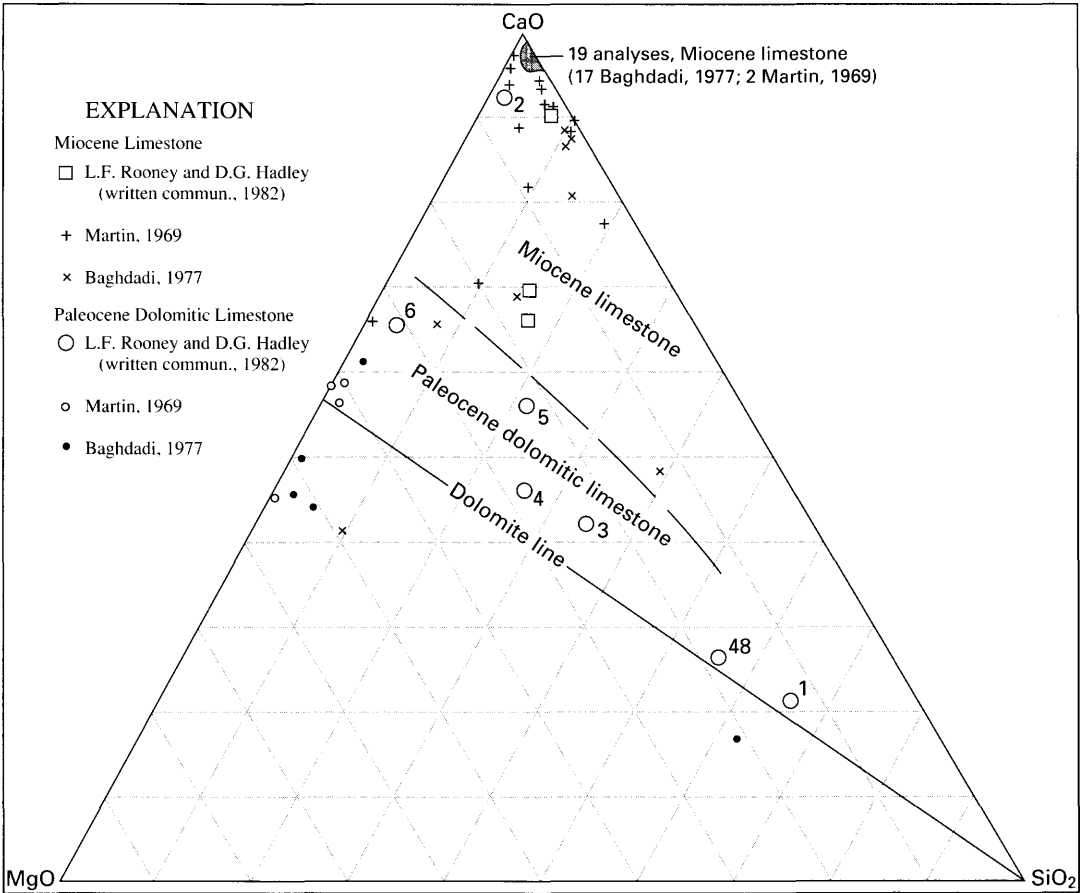 CaO
19 analyses, Miocene limestone
(17 Baghdadi, 1977; 2 Martin, 1969)
2
EXPLANATION
Miocene Limestone
L.F. Rooney and D.G. Hadley
(written commun., 1982)
Martin, 1969
Baghdadi, 1977
Paleocene Dolomitic Limestone
L.F. Rooney and D.G. Hadley
(written commun., 1982)
Martin, 1969
Baghdadi, 1977
Miocene limestone
6
Paleocene dolomitic limestone
5
Dolomite line
4
3
48
1
MgO
SiO₂